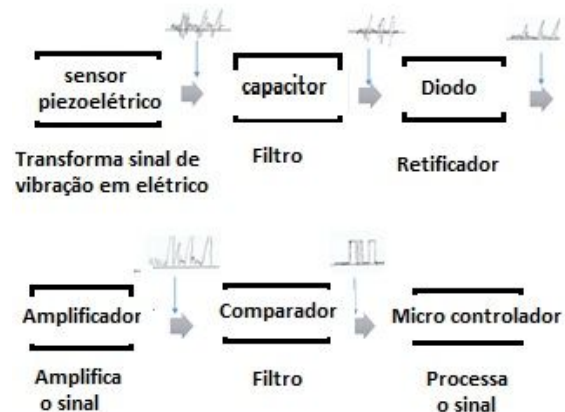 sensor
piezoelétrico
capacitor
Diodo
Transforma sinal de
vibração em elétrico
Filtro
Retificador
Amplificador
Comparador
Micro controlador
Amplifica
o sinal
Filtro
Processa
o sinal